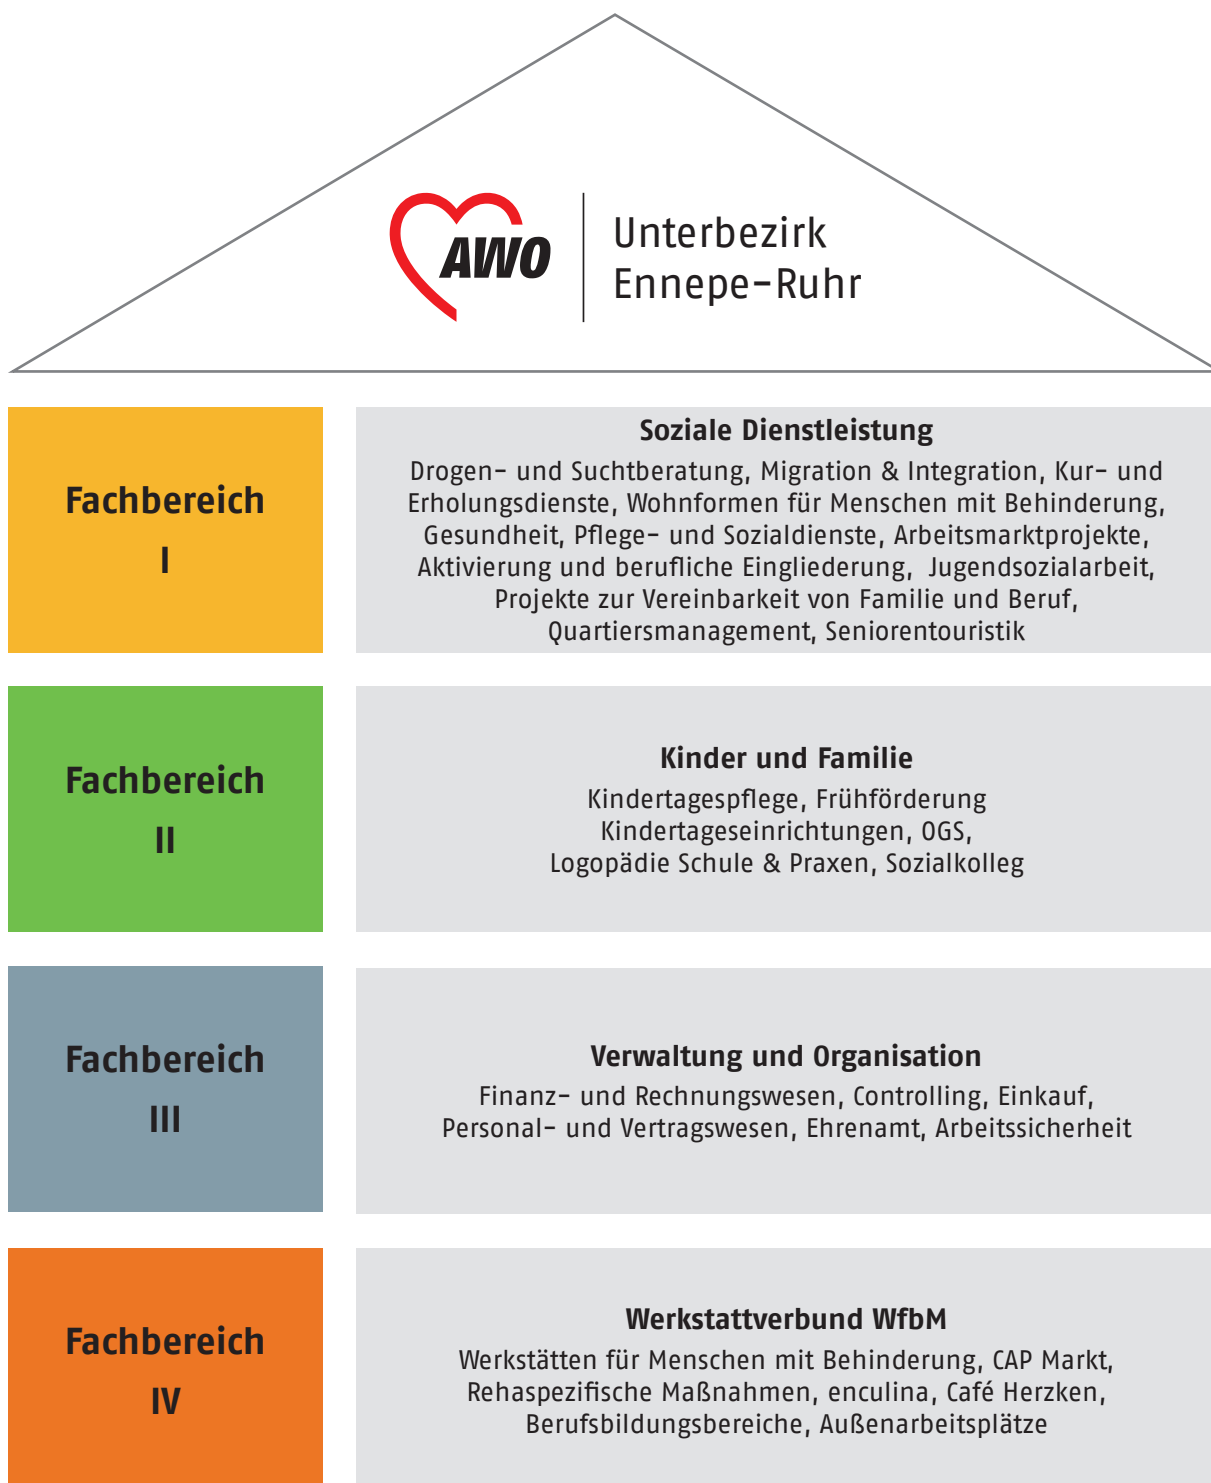 AWO
Unterbezirk
Ennepe-Ruhr
Fachbereich
I
Soziale Dienstleistung
Drogen- und Suchtberatung, Migration & Integration, Kur- und
Erholungsdienste, Wohnformen für Menschen mit Behinderung,
Gesundheit, Pflege- und Sozialdienste, Arbeitsmarktprojekte,
Aktivierung und berufliche Eingliederung,  Jugendsozialarbeit,
Projekte zur Vereinbarkeit von Familie und Beruf,
Quartiersmanagement, Seniorentouristik
Fachbereich
II
Kinder und Familie
Kindertagespflege, Frühförderung
Kindertageseinrichtungen, OGS,
Logopädie Schule & Praxen, Sozialkolleg
Fachbereich
III
Verwaltung und Organisation
Finanz- und Rechnungswesen, Controlling, Einkauf,
Personal- und Vertragswesen, Ehrenamt, Arbeitssicherheit
Fachbereich
IV
Werkstattverbund WfbM
Werkstätten für Menschen mit Behinderung, CAP Markt,
Rehaspezifische Maßnahmen, enculina, Café Herzken,
Berufsbildungsbereiche, Außenarbeitsplätze